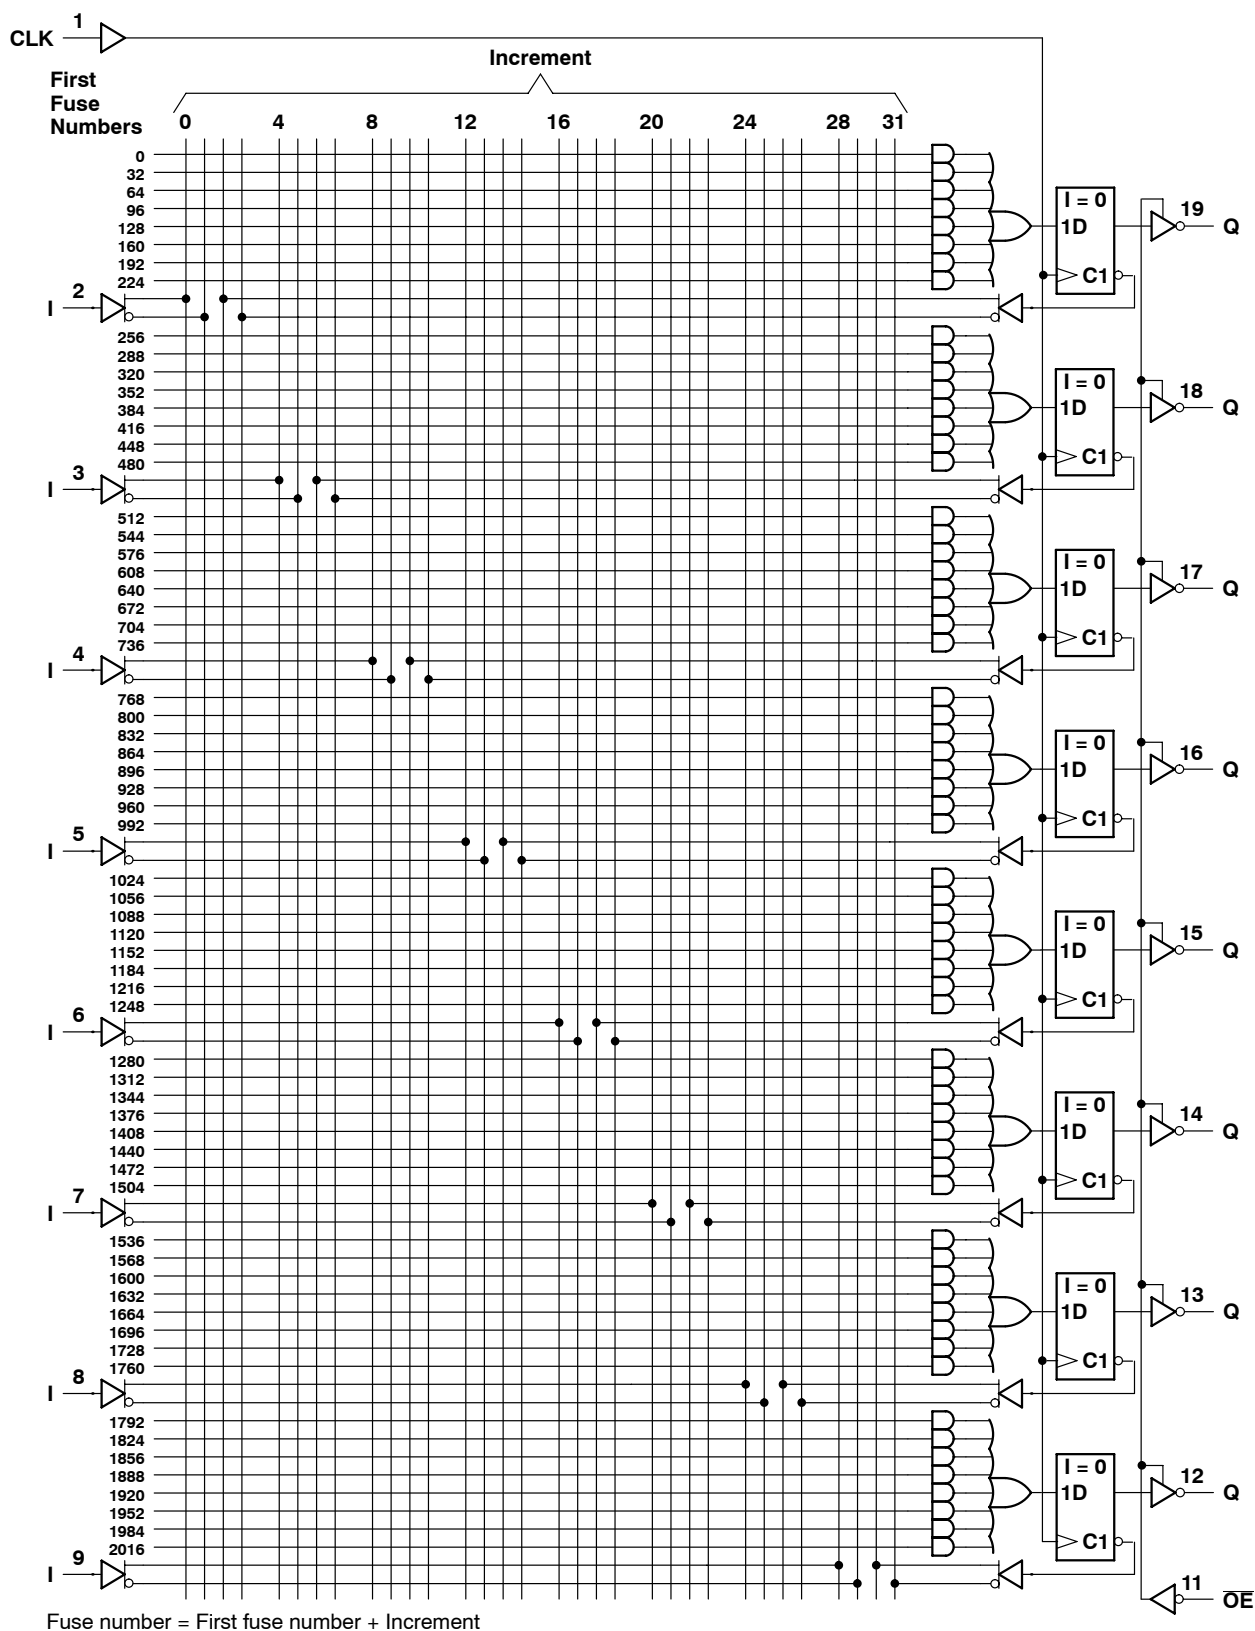 1
CLK
Increment
First
Fuse
Numbers
0 4 8 12 16 20 24 28 31
0
32
64
96
128
160
192
224
I = 0
1D
C1
19
Q
I 2
256
288
320
352
384
416
448
480
I = 0
1D
C1
18
Q
I 3
512
544
576
608
640
672
704
736
I = 0
1D
C1
17
Q
I 4
768
800
832
864
896
928
960
992
I = 0
1D
C1
16
Q
I 5
1024
1056
1088
1120
1152
1184
1216
1248
I = 0
1D
C1
15
Q
I 6
1280
1312
1344
1376
1408
1440
1472
1504
I = 0
1D
C1
14
Q
I 7
1536
1568
1600
1632
1664
1696
1728
1760
I = 0
1D
C1
13
Q
I 8
1792
1824
1856
1888
1920
1952
1984
2016
I = 0
1D
C1
12
Q
I 9
11
O̅E̅
Fuse number = First fuse number + Increment